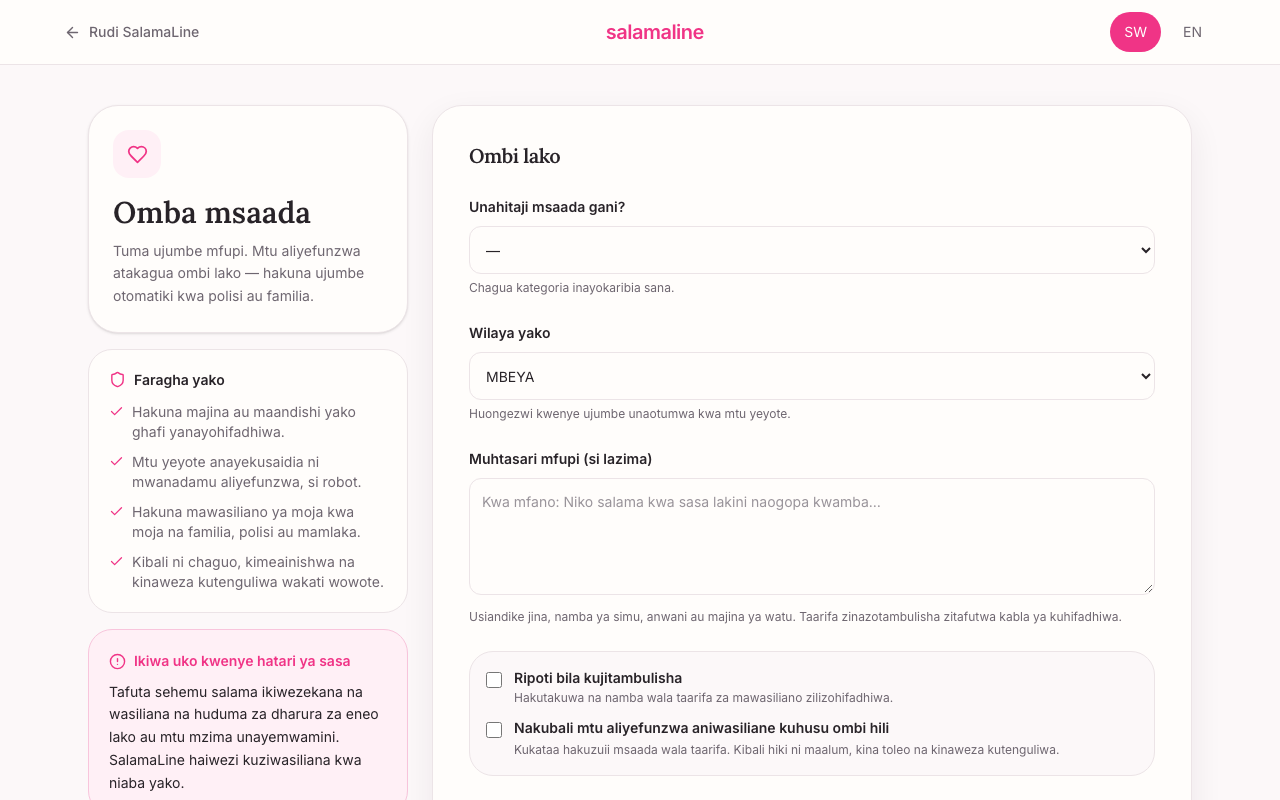 Rudi SalamaLine
salamaline
SW
EN
Omba msaada
Tuma ujumbe mfupi. Mtu aliyefunzwa
atakagua ombi lako — hakuna ujumbe
otomatiki kwa polisi au familia.
Faragha yako
Hakuna majina au maandishi yako
ghafi yanayohifadhiwa.
Mtu yeyote anayekusaidia ni
mwanadamu aliyefunzwa, si robot.
Hakuna mawasiliano ya moja kwa
moja na familia, polisi au mamlaka.
Kibali ni chaguo, kimeainishwa na
kinaweza kutenguliwa wakati wowote.
Ikiwa uko kwenye hatari ya sasa
Tafuta sehemu salama ikiwezekana na
wasiliana na huduma za dharura za eneo
lako au mtu mzima unayemwamini.
SalamaLine haiwezi kuziwasiliana kwa
niaba yako.
Ombi lako
Unahitaji msaada gani?
—
Chagua kategoria inayokaribia sana.
Wilaya yako
MBEYA
Huongezwi kwenye ujumbe unaotumwa kwa mtu yeyote.
Muhtasari mfupi (si lazima)
Kwa mfano: Niko salama kwa sasa lakini naogopa kwamba...
Usiandike jina, namba ya simu, anwani au majina ya watu. Taarifa zinazotambulisha zitafutwa kabla ya kuhifadhiwa.
Ripoti bila kujitambulisha
Hakutakuwa na namba wala taarifa za mawasiliano zilizohifadhiwa.
Nakubali mtu aliyefunzwa aniwasiliane kuhusu ombi hili
Kukataa hakuzuii msaada wala taarifa. Kibali hiki ni maalum, kina toleo na kinaweza kutenguliwa.